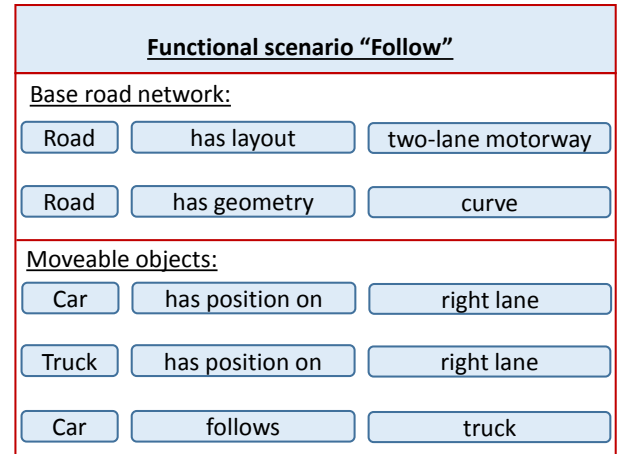 Functional scenario “Follow”
Base road network:
Road has layout two-lane motorway
Road has geometry curve
Moveable objects:
Car has position on right lane
Truck has position on right lane
Car follows truck